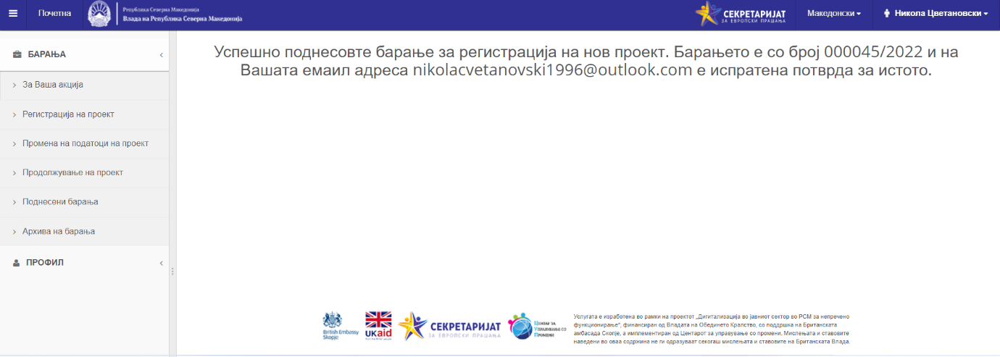 Почетна
Република Северна Македонија
Влада на Република Северна Македонија
СЕКРЕТАРИЈАТ
ЗА ЕВРОПСКИ ПРАШАЊА
Македонски
Никола Цветановски
БАРАЊА
За Ваша акција
Регистрација на проект
Промена на податоци на проект
Продолжување на проект
Поднесени барања
Архива на барања
ПРОФИЛ
Успешно поднесовте барање за регистрација на нов проект. Барањето е со број 000045/2022 и на
Вашата емаил адреса nikolacvetanovski1996@outlook.com е испратена потврда за истото.
British Embassy
Skopje
UKaid
СЕКРЕТАРИЈАТ
ЗА ЕВРОПСКИ ПРАШАЊА
Центар за
Управување со
Промени
Услугата е изработена во рамки на проектот „Дигитализација во јавниот сектор во РСМ за непречено
функционирање“, финансиран од Владата на Обединето Кралство, со поддршка на Британската
амбасада Скопје, а имплементиран од Центарот за управување со промени. Мислењата и ставовите
наведени во оваа содржина не ги одразуваат секогаш мислењата и ставовите на Британската Влада.